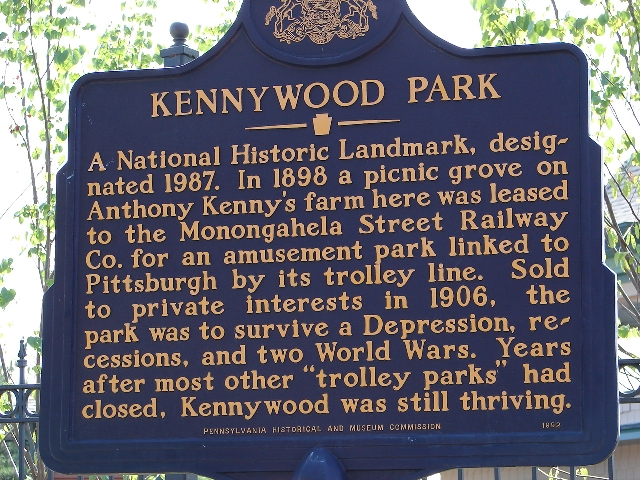 KENNYWOOD PARK
A National Historic Landmark, desig-
nated 1987. In 1898 a picnic grove on
Anthony Kenny's farm here was leased
to the Monongahela Street Railway
Co. for an amusement park linked to
Pittsburgh by its trolley line. Sold
to private interests in 1906, the
park was to survive a Depression, re-
cessions, and two World Wars. Years
after most other "trolley parks" had
closed, Kennywood was still thriving.
PENNSYLVANIA HISTORICAL AND MUSEUM COMMISSION 1992